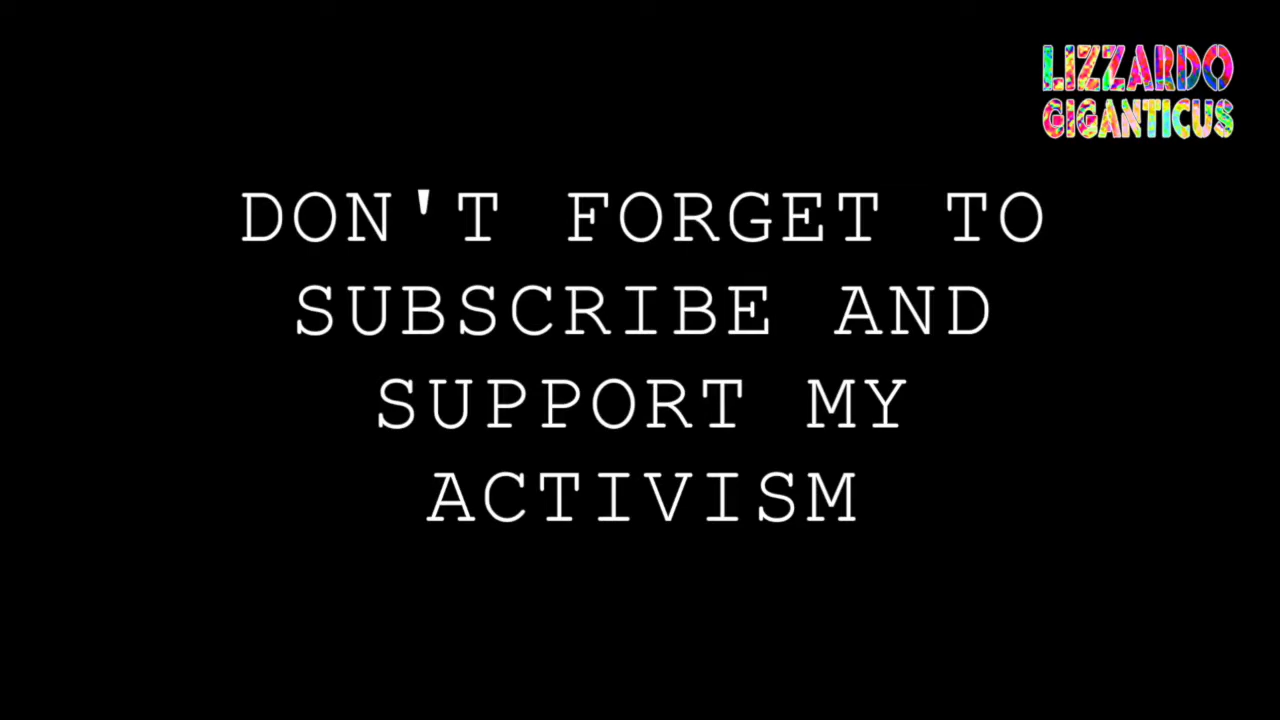 LIZZARDO
GIGANTICUS
DON'T FORGET TO
SUBSCRIBE AND
SUPPORT MY
ACTIVISM